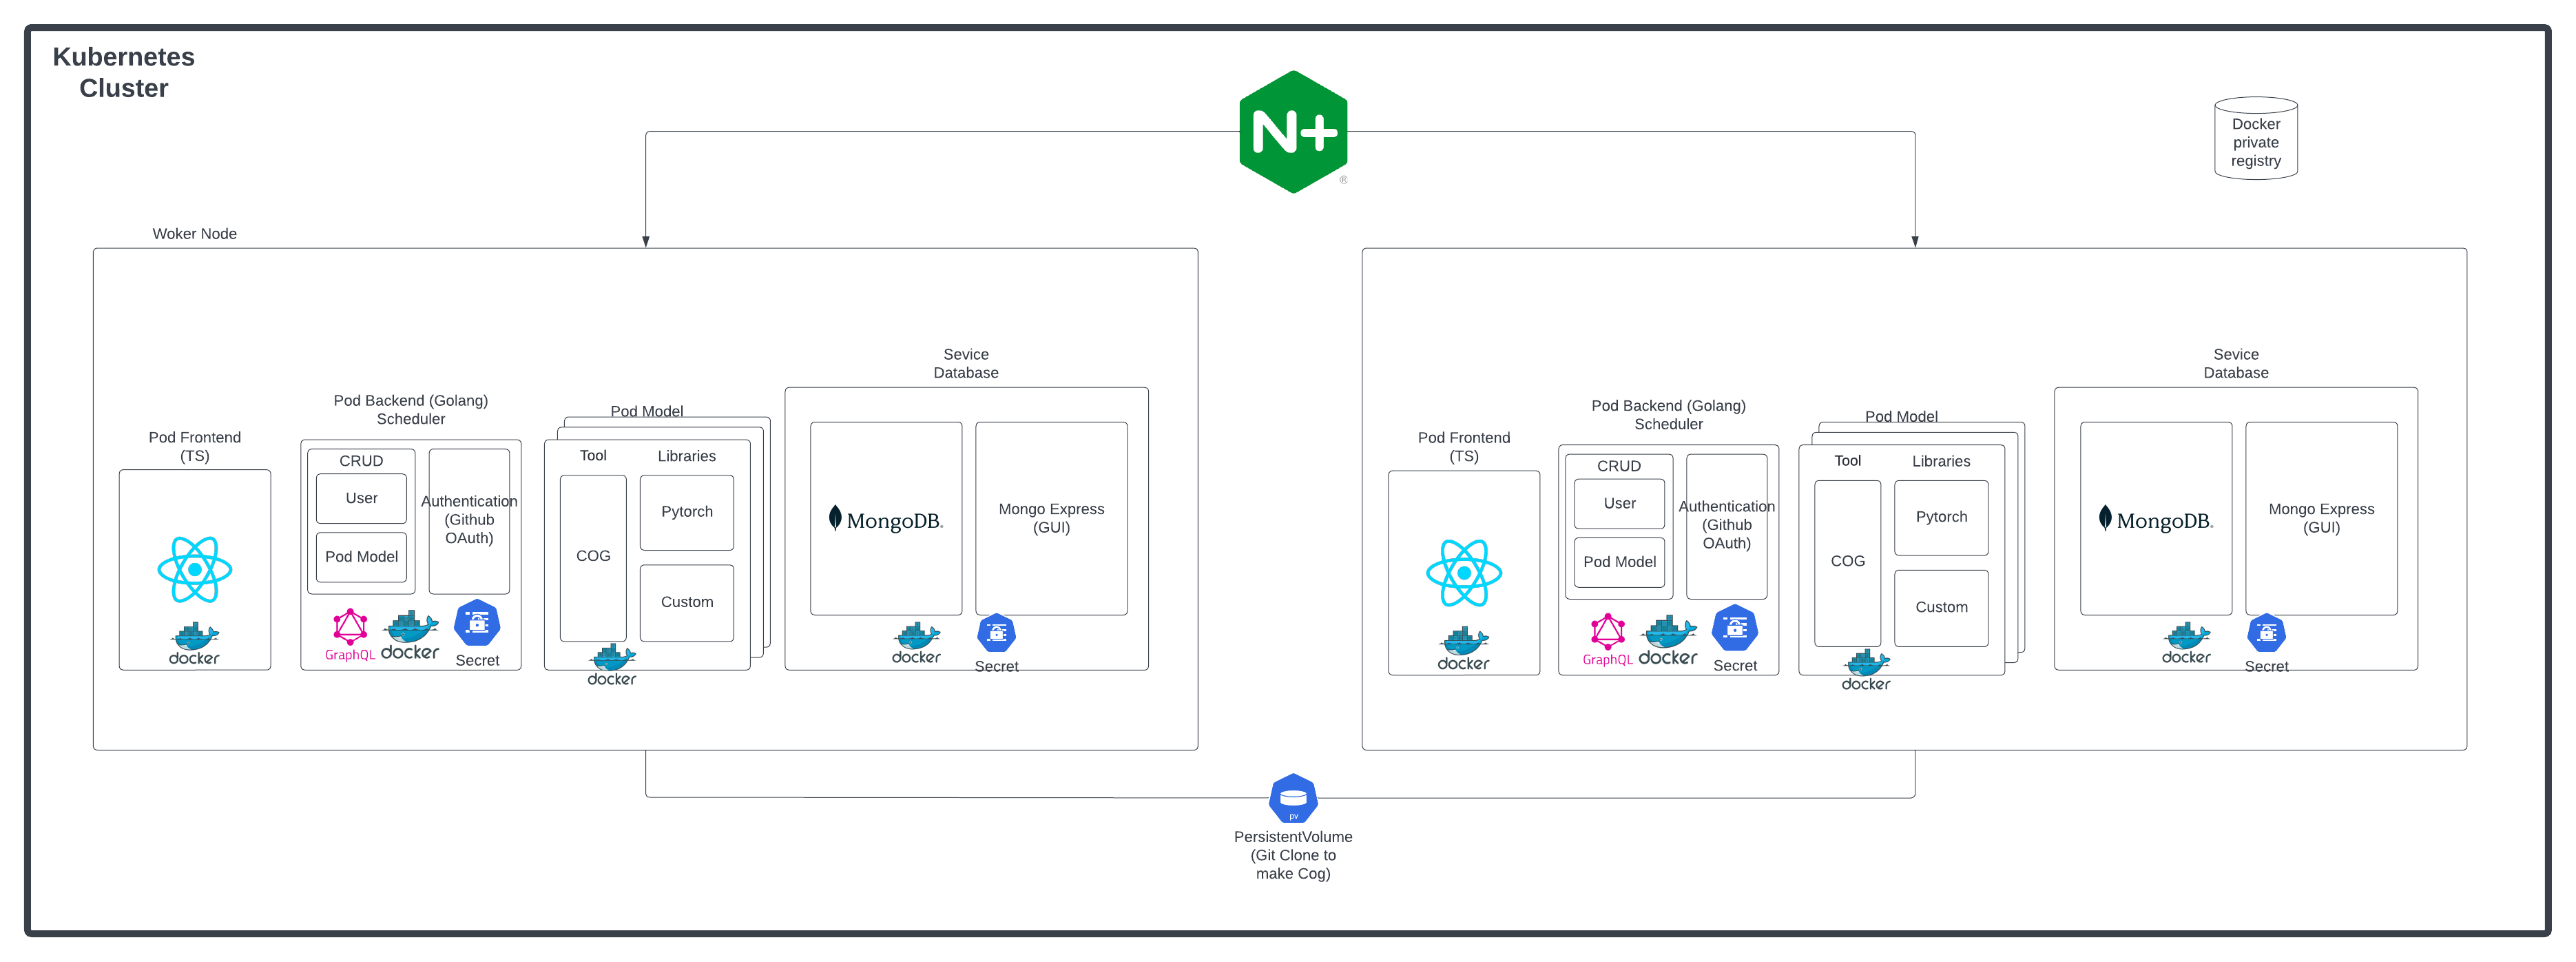 Kubernetes
Cluster
N+
®
Docker
private
registry
Woker Node
Sevice
Database
Pod Backend (Golang)
Scheduler
Pod Model
Pod Frontend
(TS)
CRUD
User
Pod Model
Authentication
(Github
OAuth)
Tool
Libraries
COG
Pytorch
Custom
MongoDB.
Mongo Express
(GUI)
docker
GraphQL
docker
Secret
docker
docker
Secret
Sevice
Database
Pod Backend (Golang)
Scheduler
Pod Model
Pod Frontend
(TS)
CRUD
User
Pod Model
Authentication
(Github
OAuth)
Tool
Libraries
COG
Pytorch
Custom
MongoDB.
Mongo Express
(GUI)
docker
GraphQL
docker
Secret
docker
docker
Secret
pv
PersistentVolume
(Git Clone to
make Cog)